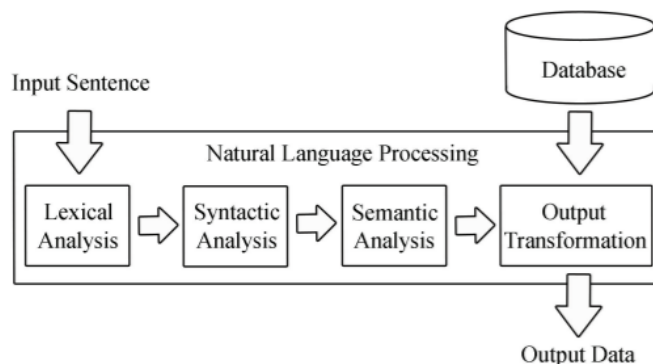 Database
Input Sentence
Natural Language Processing
Lexical
Analysis
Syntactic
Analysis
Semantic
Analysis
Output
Transformation
Output Data